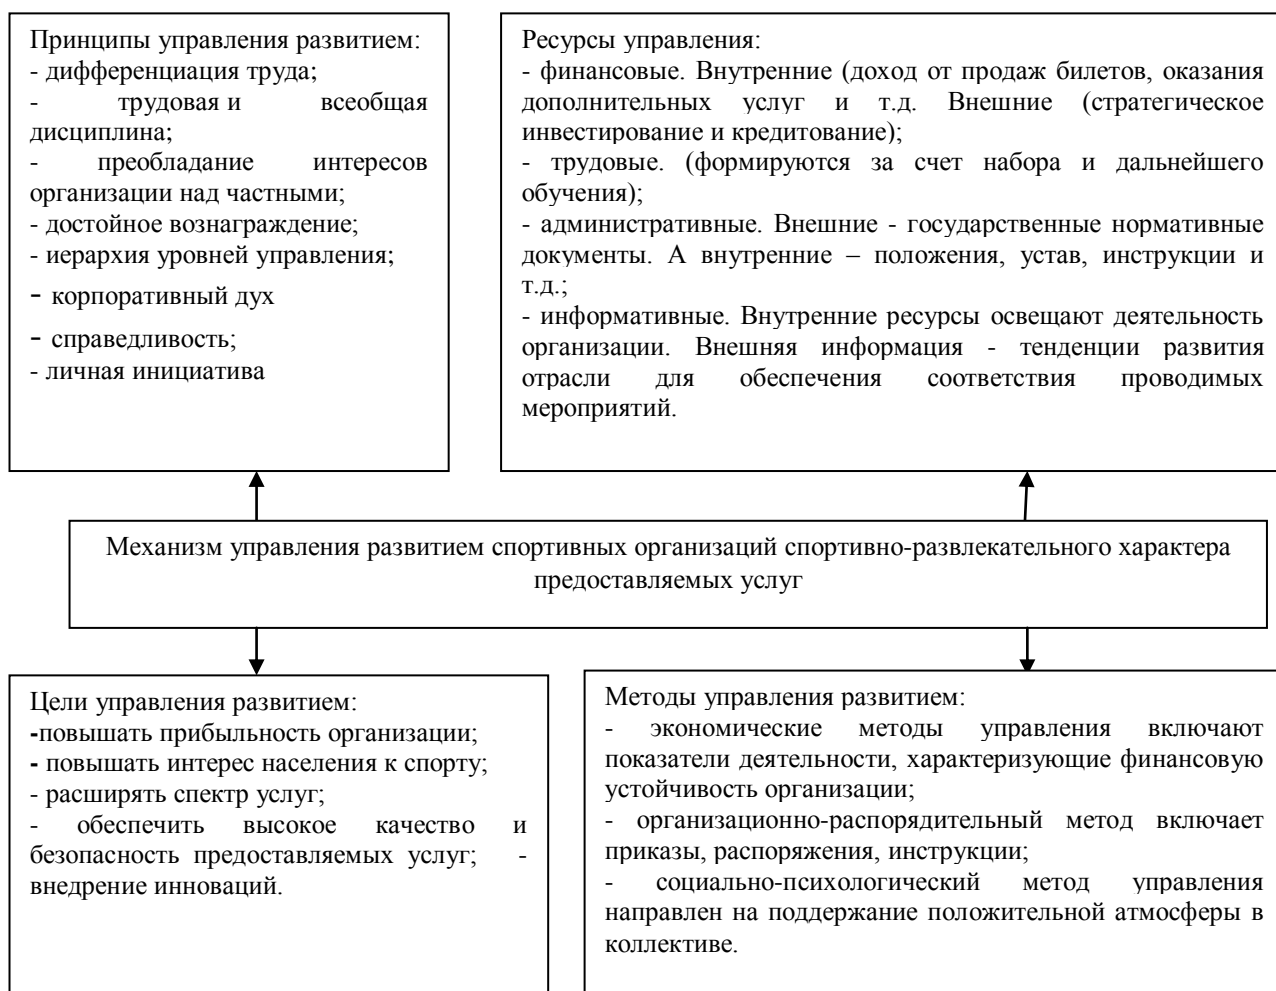 Принципы управления развитием:
- дифференциация труда;
- трудовая и всеобщая
дисциплина;
- преобладание интересов
организации над частными;
- достойное вознаграждение;
- иерархия уровней управления;
- корпоративный дух
- справедливость;
- личная инициатива
Ресурсы управления:
- финансовые. Внутренние (доход от продаж билетов, оказания
дополнительных услуг и т.д. Внешние (стратегическое
инвестирование и кредитование);
- трудовые. (формируются за счет набора и дальнейшего
обучения);
- административные. Внешние - государственные нормативные
документы. А внутренние – положения, устав, инструкции и
т.д.;
- информативные. Внутренние ресурсы освещают деятельность
организации. Внешняя информация - тенденции развития
отрасли для обеспечения соответствия проводимых
мероприятий.
Механизм управления развитием спортивных организаций спортивно-развлекательного характера
предоставляемых услуг
Цели управления развитием:
-повышать прибыльность организации;
- повышать интерес населения к спорту;
- расширять спектр услуг;
- обеспечить высокое качество и
безопасность предоставляемых услуг; -
внедрение инноваций.
Методы управления развитием:
- экономические методы управления включают
показатели деятельности, характеризующие финансовую
устойчивость организации;
- организационно-распорядительный метод включает
приказы, распоряжения, инструкции;
- социально-психологический метод управления
направлен на поддержание положительной атмосферы в
коллективе.